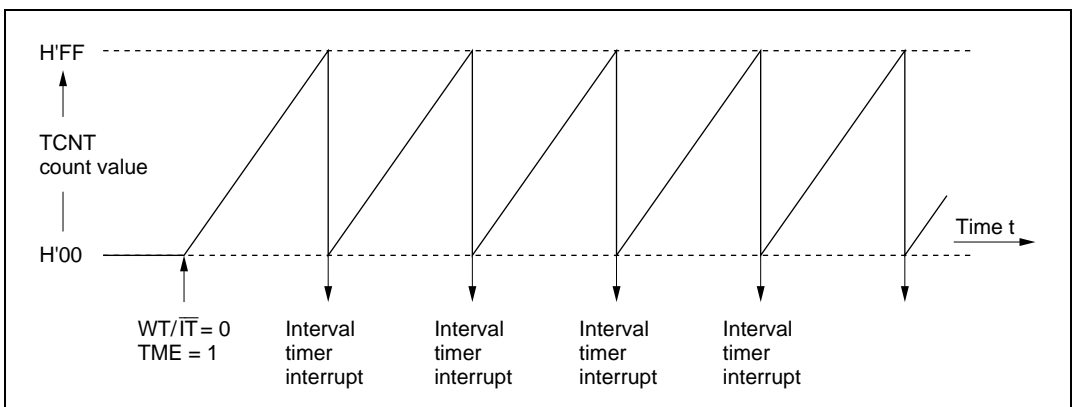 H'FF
TCNT
count value
H'00
Time t
WT/I̅T̅ = 0
TME = 1
Interval
timer
interrupt
Interval
timer
interrupt
Interval
timer
interrupt
Interval
timer
interrupt